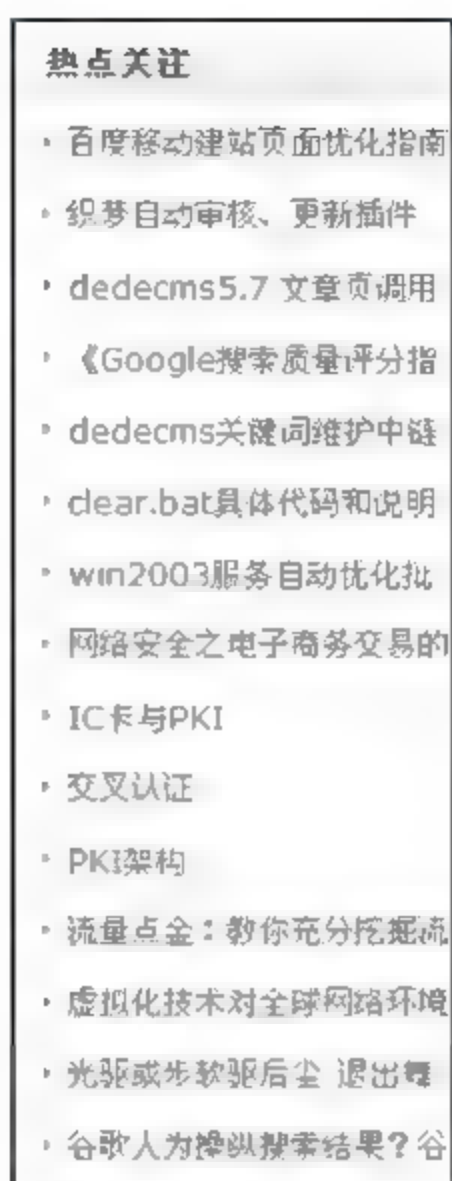 热点关注
百度移动建站页面优化指南
织梦自动审核、更新插件
dedecms5.7 文章页调用
《Google搜索质量评分指
dedecms关键词维护中链
clear.bat具体代码和说明
win2003服务自动优化批
网络安全之电子商务交易的
IC卡与PKI
交叉认证
PKI架构
流量点金：教你充分挖掘流
虚拟化技术对全球网络环境
光驱或步软驱后尘 退出舞
谷歌人为操纵搜索结果？谷